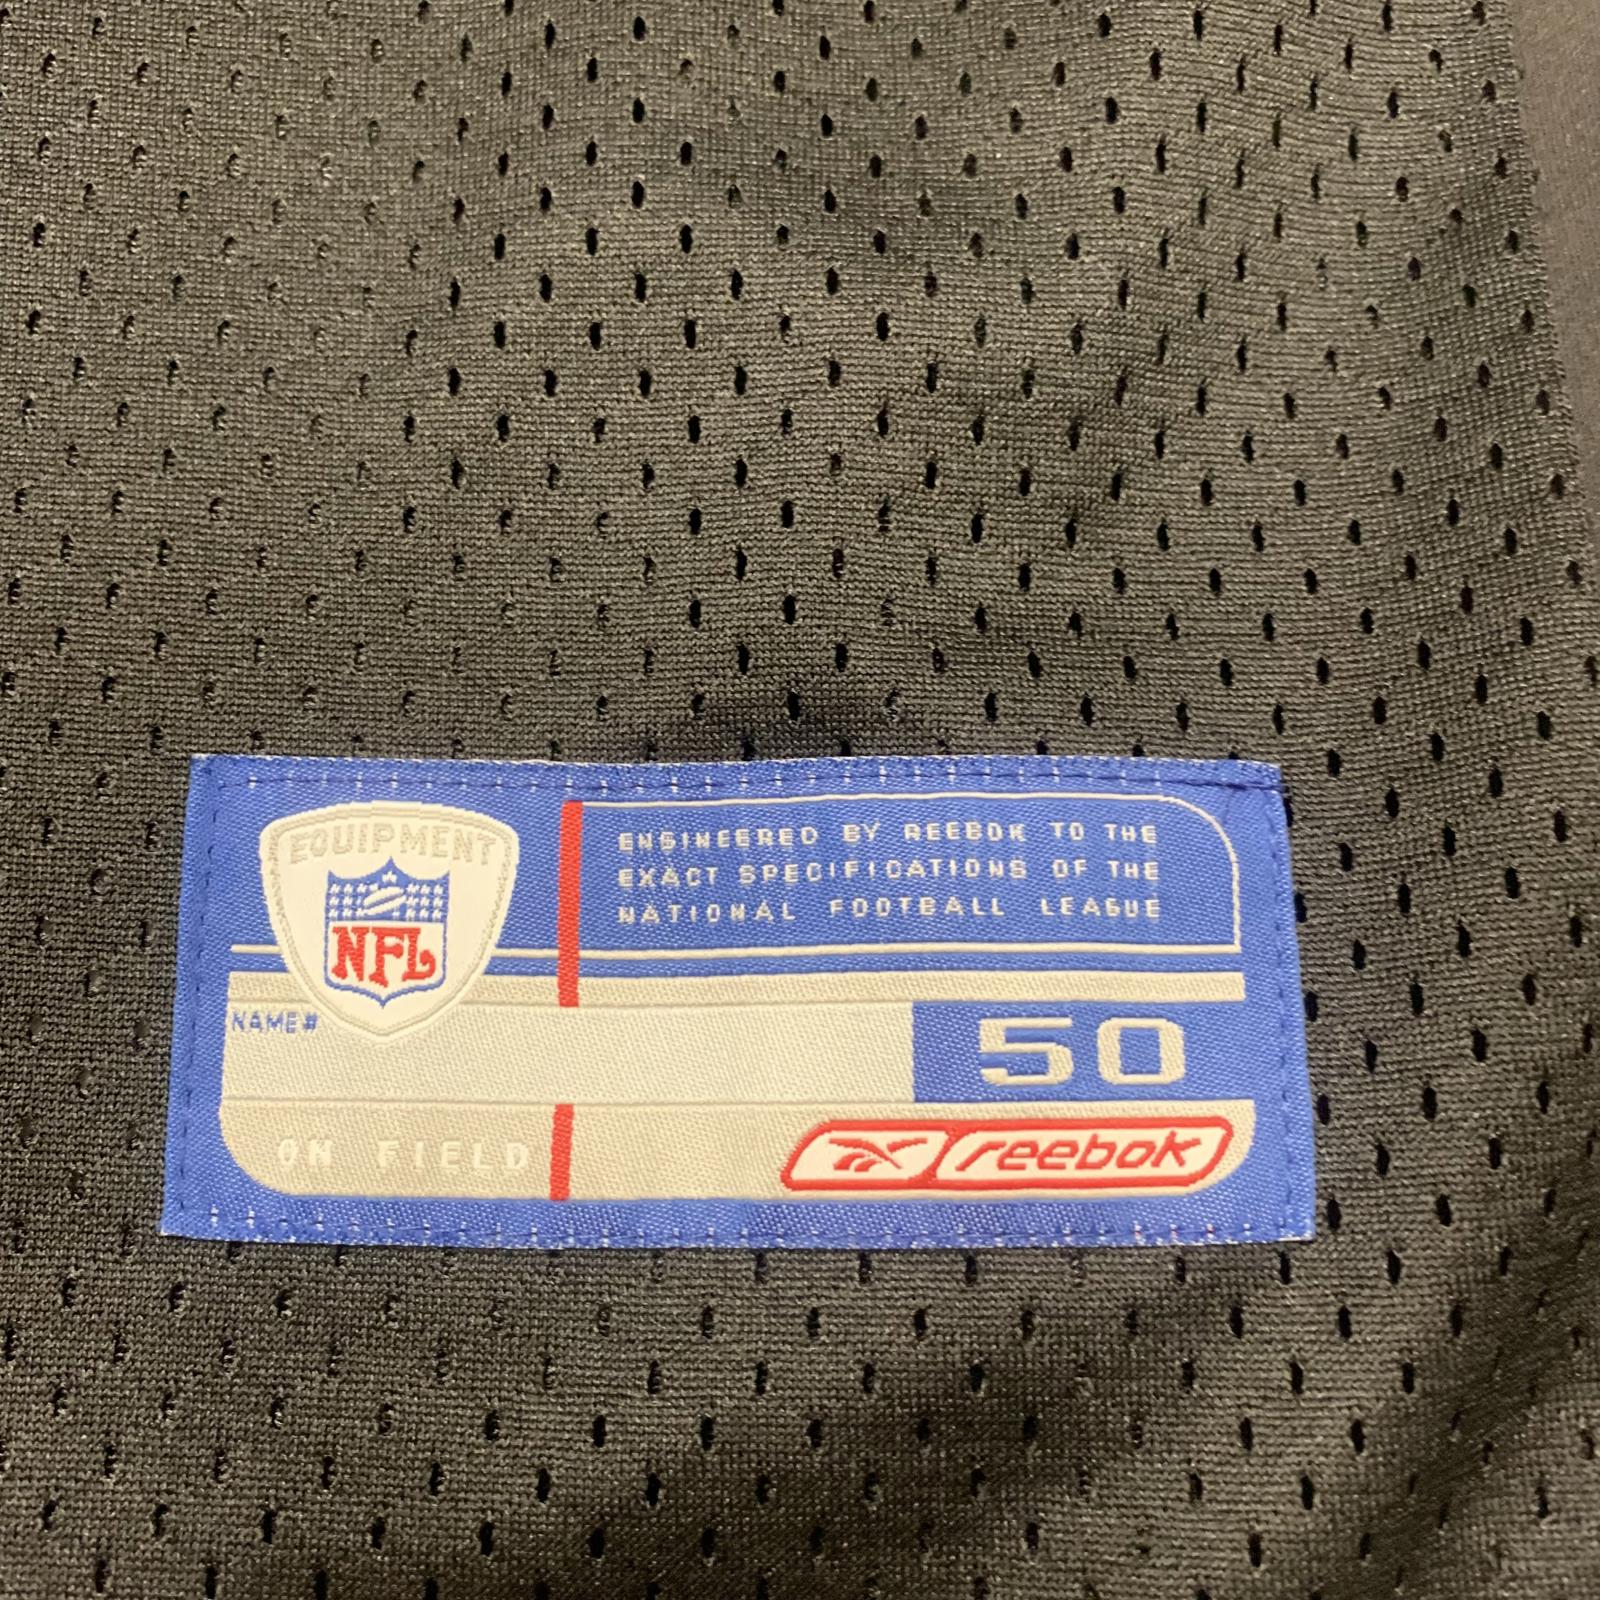 EQUIPMENT
NFL
ENGINEERED BY REEBOK TO THE
EXACT SPECIFICATIONS OF THE
NATIONAL FOOTBALL LEAGUE
NAME#
50
ON FIELD
reebok